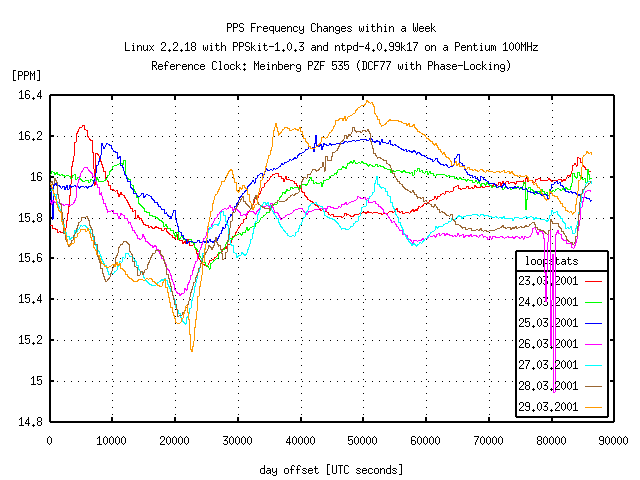 PPS Frequency Changes within a Week
Linux 2.2.18 with PPSkit-1.0.3 and ntpd-4.0.99k17 on a Pentium 100MHz
Reference Clock: Meinberg PZF 535 (DCF77 with Phase-Locking)
[PPM]
16.4
16.2
16
15.8
15.6
15.4
15.2
15
14.8
loopstats
23.03.2001
24.03.2001
25.03.2001
26.03.2001
27.03.2001
28.03.2001
29.03.2001
0 10000 20000 30000 40000 50000 60000 70000 80000 90000
day offset [UTC seconds]